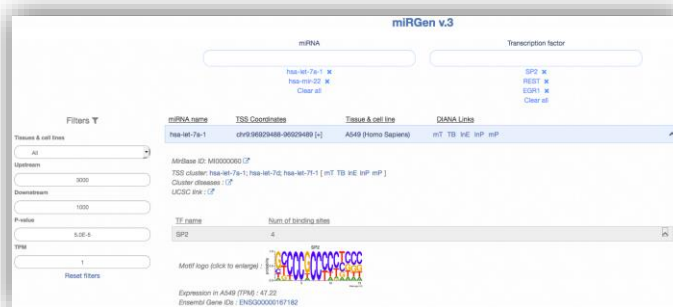 miRGen v.3
miRNA
Transcription factor
hsa-let-7a-1 ✖
hsa-mir-22 ✖
Clear all
SP2 ✖
REST ✖
EGR1 ✖
Clear all
Filters
Tissues & cell lines
All
Upstream
3000
Downstream
1000
P-value
5.0E-5
TPM
1
Reset filters
miRNA name TSS Coordinates Tissue & cell line DIANA Links
hsa-let-7a-1 chr9:96929488-96929489 [+] A549 (Homo Sapiens) mT TB InE InP mP
MirBase ID: MI0000060
TSS cluster: hsa-let-7a-1; hsa-let-7d; hsa-let-7f-1 [ mT TB InE InP mP ]
Cluster diseases :
UCSC link :
TF name Num of binding sites
SP2 4
Motif logo (click to enlarge) :
SP2
Expression in A549 (TPM) : 47.22
Ensembl Gene IDs : ENSG00000167182